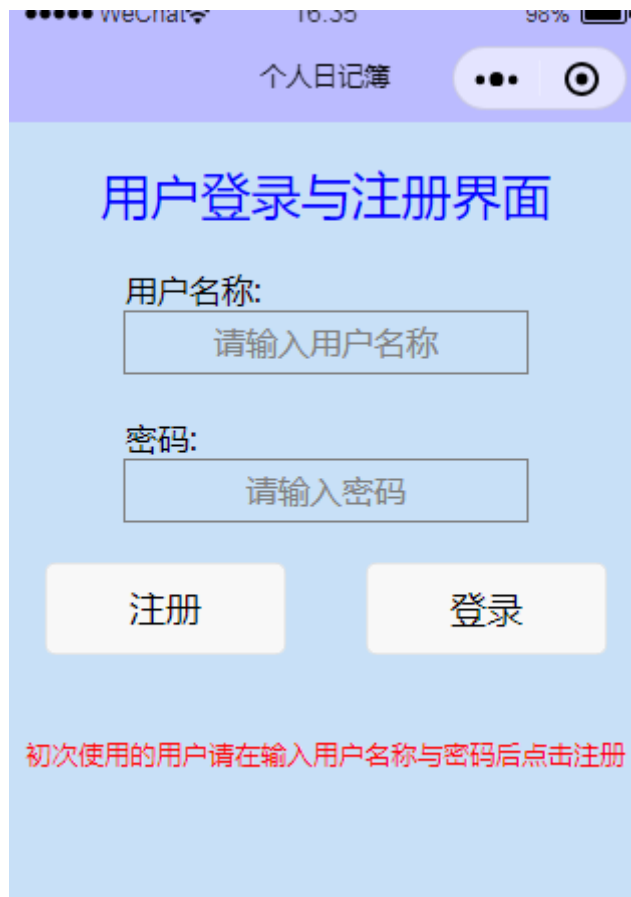 WeChat 16:35 98%
个人日记簿
用户登录与注册界面
用户名称:
请输入用户名称
密码:
请输入密码
注册 登录
初次使用的用户请在输入用户名称与密码后点击注册